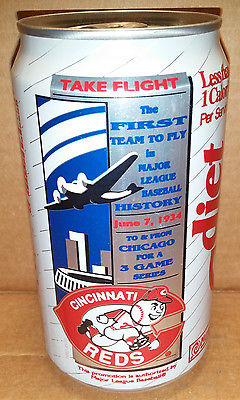 TAKE FLIGHT
The
FIRST
TEAM TO FLY
in
MAJOR
LEAGUE
BASEBALL
HISTORY
June 7, 1934
TO & FROM
CHICAGO
FOR A
3 GAME
SERIES
CINCINNATI
REDS
This promotion is authorized by
Major League Baseball®
Less than
1 Calorie
Per
diet